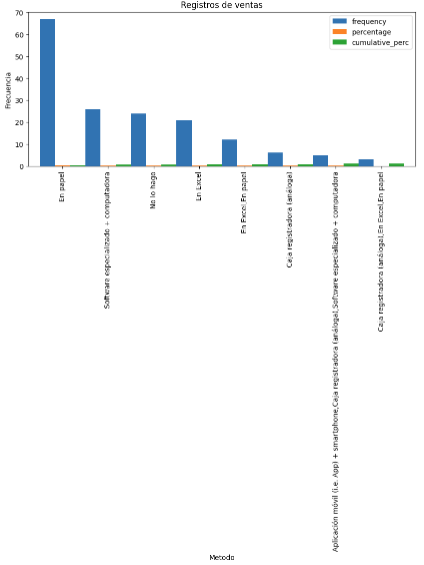 Registros de ventas
frequency
percentage
cumulative_perc
Frecuencia
70
60
50
40
30
20
10
0
En papel
Software especializado + computadora
No lo hago
En Excel
En Excel,En papel
Caja registradora (análoga)
Aplicación móvil (i.e. App) + smartphone,Caja registradora (análoga),Software especializado + computadora
Caja registradora (análoga),En Excel,En papel
Metodo